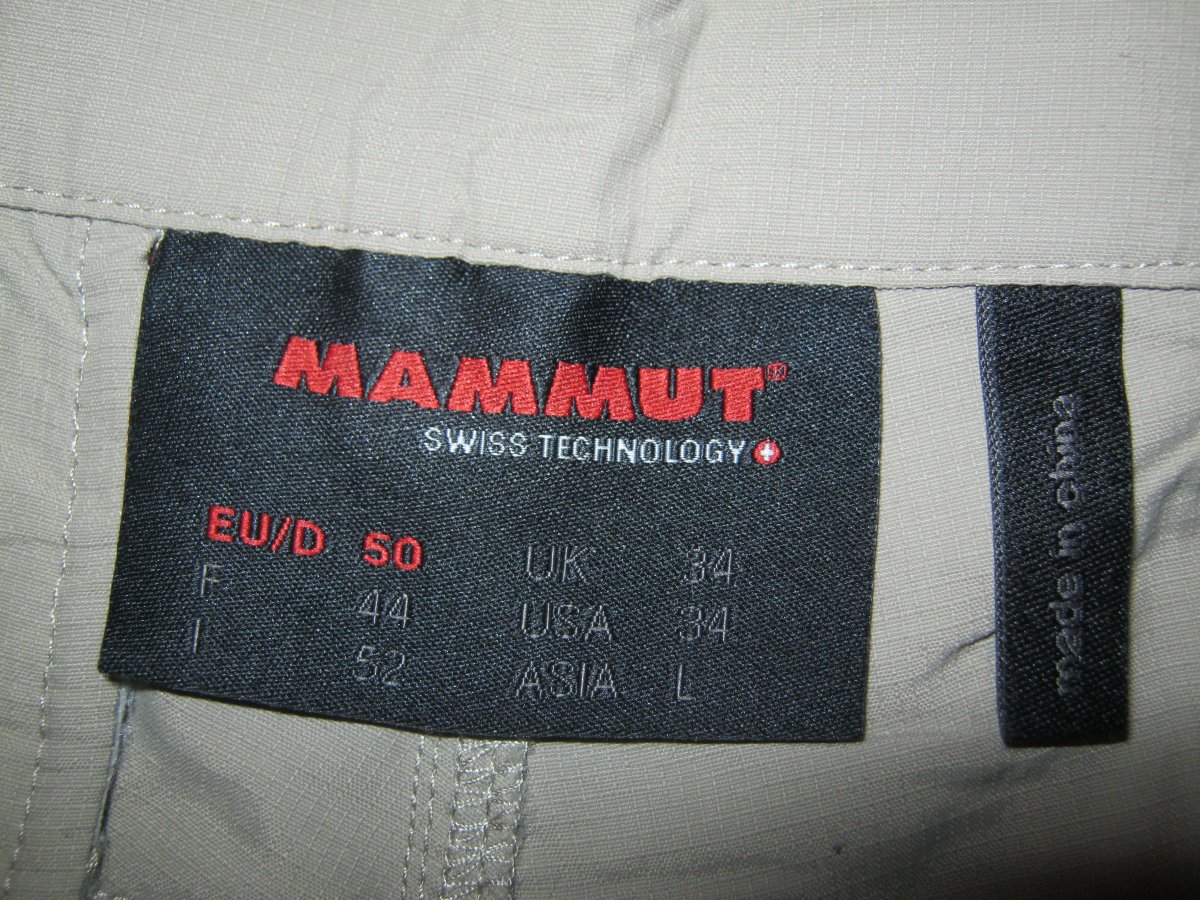 MAMMUT®
SWISS TECHNOLOGY
EU/D 50 UK 34
F 44 USA 34
I 52 ASIA L
made in china